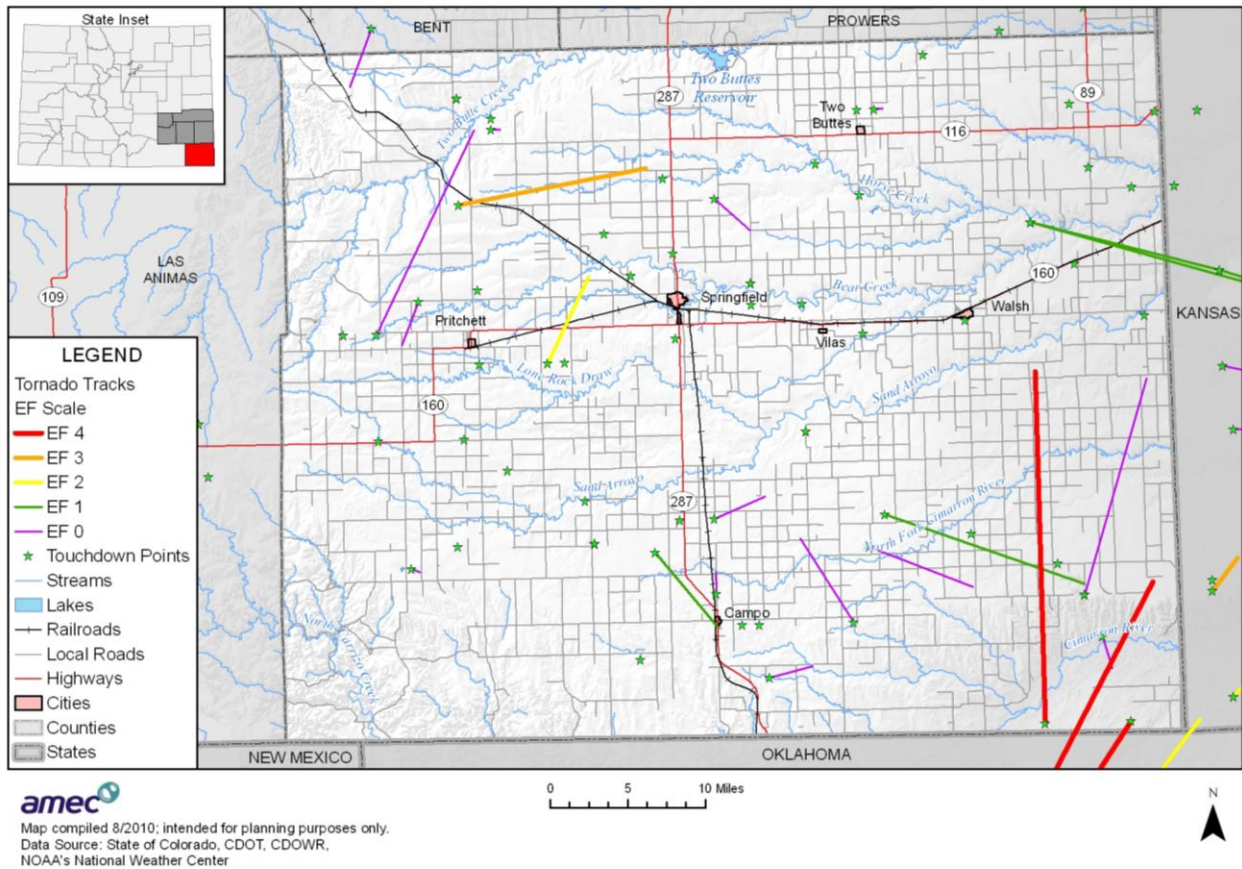 State Inset
BENT
PROWERS
Two Butte Creek
287
Two Buttes
Reservoir
Two
Buttes
89
116
Horse Creek
LAS
ANIMAS
109
160
Springfield
Bear Creek
Walsh
Pritchett
Vilas
KANSAS
Lone Rock Draw
Sand Arroyo
160
Sand Arroyo
287
North Fork Cimarron River
North Carrizo Creek
Campo
Cimarron River
NEW MEXICO
OKLAHOMA
LEGEND
Tornado Tracks
EF Scale
EF 4
EF 3
EF 2
EF 1
EF 0
Touchdown Points
Streams
Lakes
Railroads
Local Roads
Highways
Cities
Counties
States
amec
0 5 10 Miles
N
Map compiled 8/2010; intended for planning purposes only.
Data Source: State of Colorado, CDOT, CDOWR,
NOAA's National Weather Center